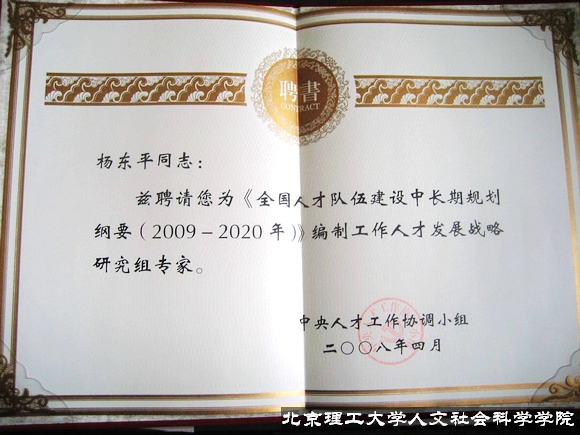 聘書
CONTRACT
杨东平同志：
兹聘请您为《全国人才队伍建设中长期规划
纲要（2009－2020年）》编制工作人才发展战略
研究组专家。
中央人才工作协调小组
二〇〇八年四月
北京理工大学人文社会科学学院